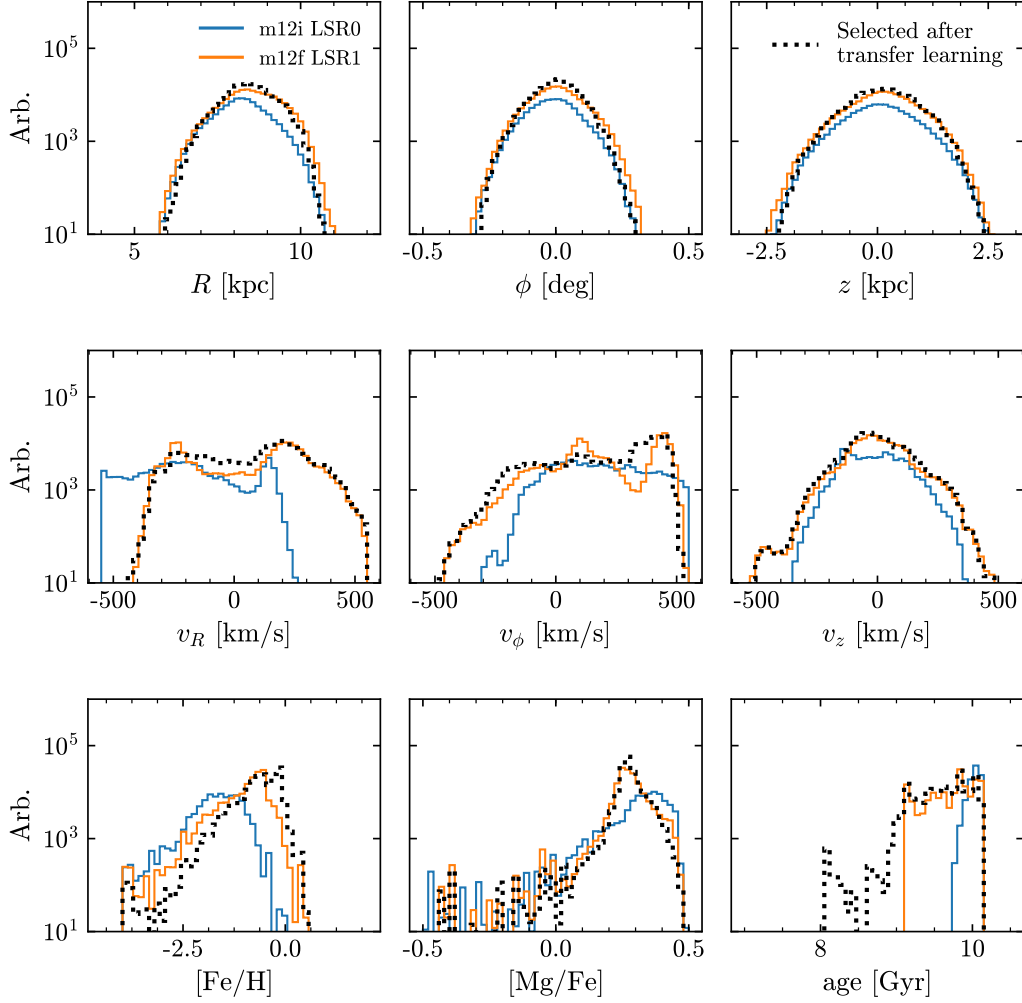 m12i LSR0
m12f LSR1
Selected after
transfer learning
Arb.
10^5
10^3
10^1
5 10
R [kpc]
-0.5 0.0 0.5
ϕ [deg]
-2.5 0.0 2.5
z [kpc]
Arb.
10^5
10^3
10^1
-500 0 500
v_R [km/s]
-500 0 500
v_ϕ [km/s]
-500 0 500
v_z [km/s]
Arb.
10^5
10^3
10^1
-2.5 0.0
[Fe/H]
-0.5 0.0 0.5
[Mg/Fe]
8 9 10
age [Gyr]